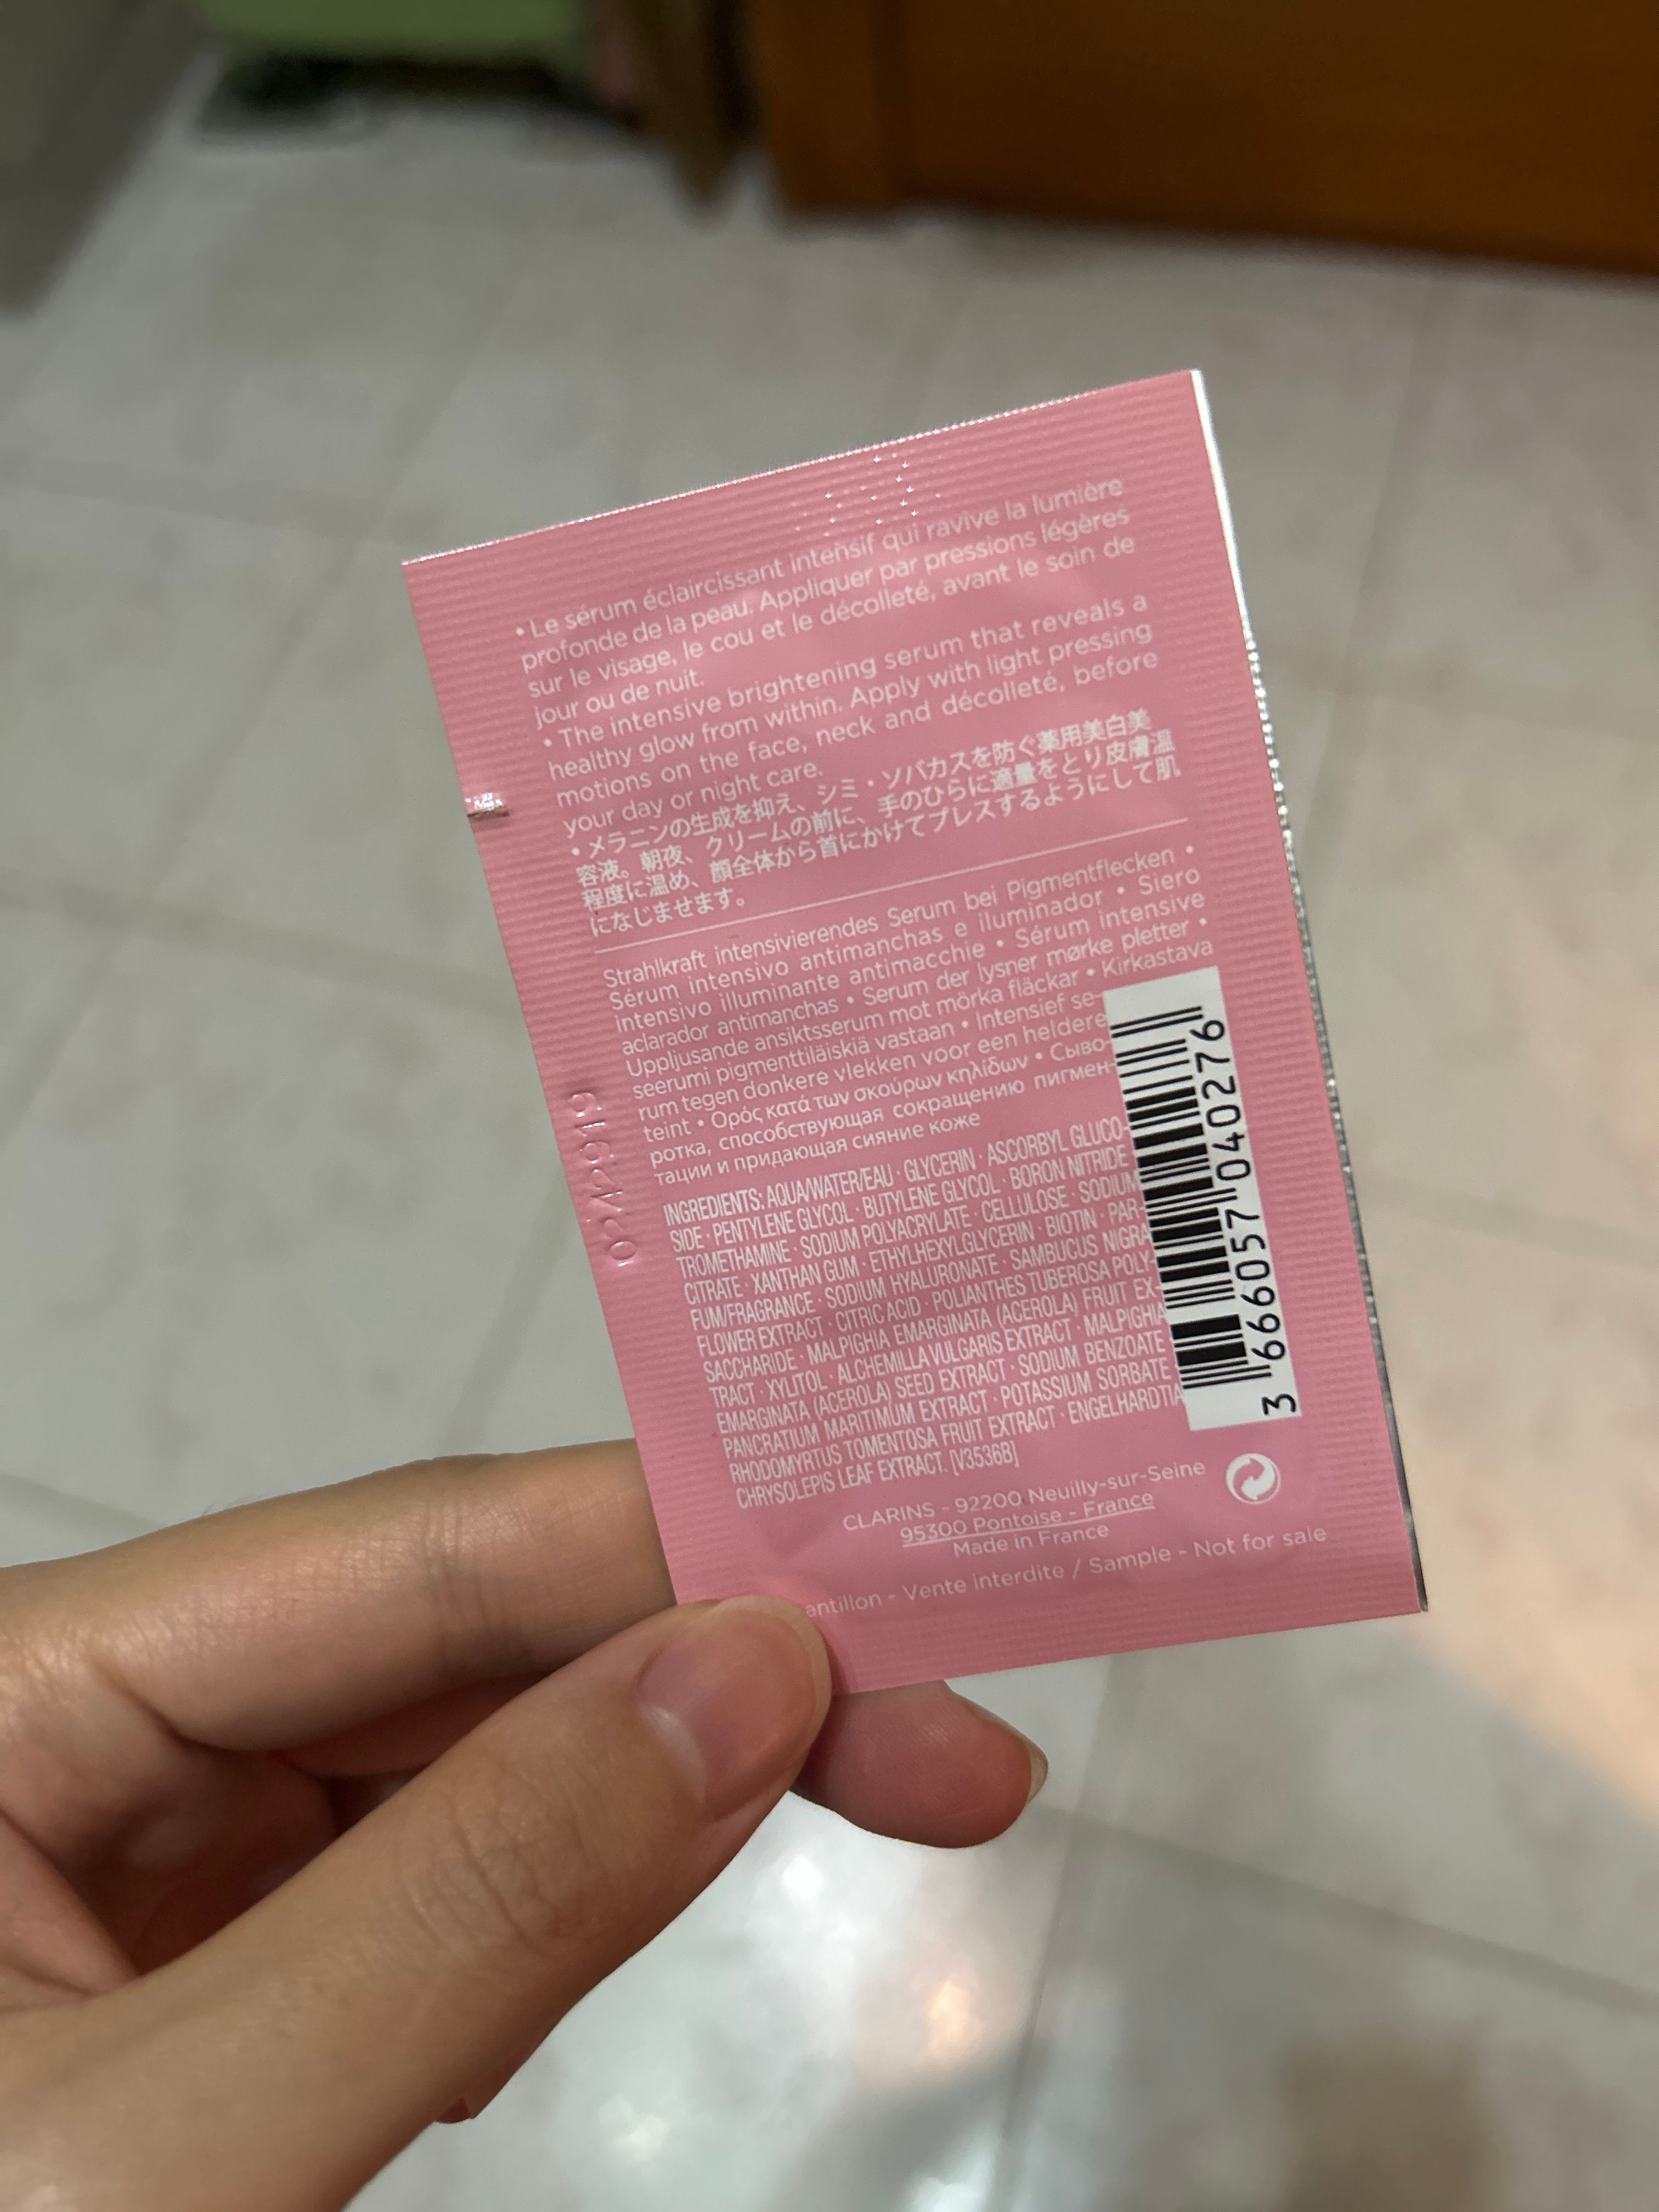 • Le sérum éclaircissant intensif qui ravive la lumière
profonde de la peau. Appliquer par pressions légères
sur le visage, le cou et le décolleté, avant le soin de
jour ou de nuit.
• The intensive brightening serum that reveals a
healthy glow from within. Apply with light pressing
motions on the face, neck and décolleté, before
your day or night care.
• メラニンの生成を抑え、シミ・ソバカスを防ぐ薬用美白美
容液。朝夜、クリームの前に、手のひらに適量をとり皮膚温
程度に温め、顔全体から首にかけてプレスするようにして肌
になじませます。
Strahlkraft intensivierendes Serum bei Pigmentflecken •
Sérum intensivo antimanchas e iluminador • Siero
intensivo illuminante antimacchie • Sérum intensive
aclarador antimanchas • Serum der lysner mørke pletter •
Uppljusande ansiktsserum mot mörka fläckar • Kirkastava
seerumi pigmenttiläiskiä vastaan • Intensief se-
rum tegen donkere vlekken voor een heldere
teint • Ορός κατά των σκούρων κηλίδων • Сыво-
ротка, способствующая сокращению пигмен-
тации и придающая сияние коже
INGREDIENTS: AQUA/WATER/EAU · GLYCERIN · ASCORBYL GLUCO-
SIDE · PENTYLENE GLYCOL · BUTYLENE GLYCOL · BORON NITRIDE
TROMETHAMINE · SODIUM POLYACRYLATE · CELLULOSE · SODIUM
CITRATE · XANTHAN GUM · ETHYLHEXYLGLYCERIN · BIOTIN · PAR-
FUM/FRAGRANCE · SODIUM HYALURONATE · SAMBUCUS NIGRA
FLOWER EXTRACT · CITRIC ACID · POLIANTHES TUBEROSA POLY-
SACCHARIDE · MALPIGHIA EMARGINATA (ACEROLA) FRUIT EX-
TRACT · XYLITOL · ALCHEMILLA VULGARIS EXTRACT · MALPIGHIA
EMARGINATA (ACEROLA) SEED EXTRACT · SODIUM BENZOATE
PANCRATIUM MARITIMUM EXTRACT · POTASSIUM SORBATE
RHODOMYRTUS TOMENTOSA FRUIT EXTRACT · ENGELHARDTIA
CHRYSOLEPIS LEAF EXTRACT. [V3536B]
3 666057 040276
CLARINS - 92200 Neuilly-sur-Seine
95300 Pontoise - France
Made in France
antillon - Vente interdite / Sample - Not for sale